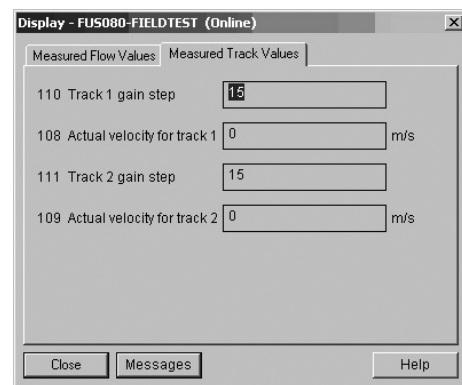 Display - FUS080-FIELDTEST (Online)
Measured Flow Values Measured Track Values
110 Track 1 gain step 15
108 Actual velocity for track 1 0 m/s
111 Track 2 gain step 15
109 Actual velocity for track 2 0 m/s
Close Messages Help